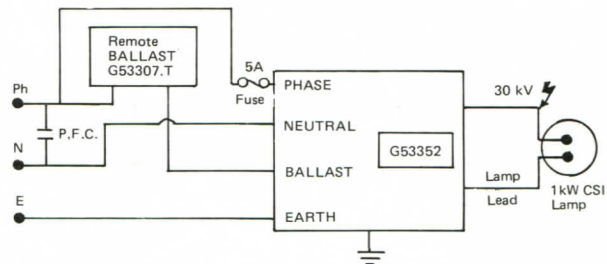 Remote
BALLAST
G53307.T
5A
Fuse
Ph
P.F.C.
N
E
PHASE
NEUTRAL
BALLAST
EARTH
G53352
30 kV
Lamp
Lead
1kW CSI
Lamp